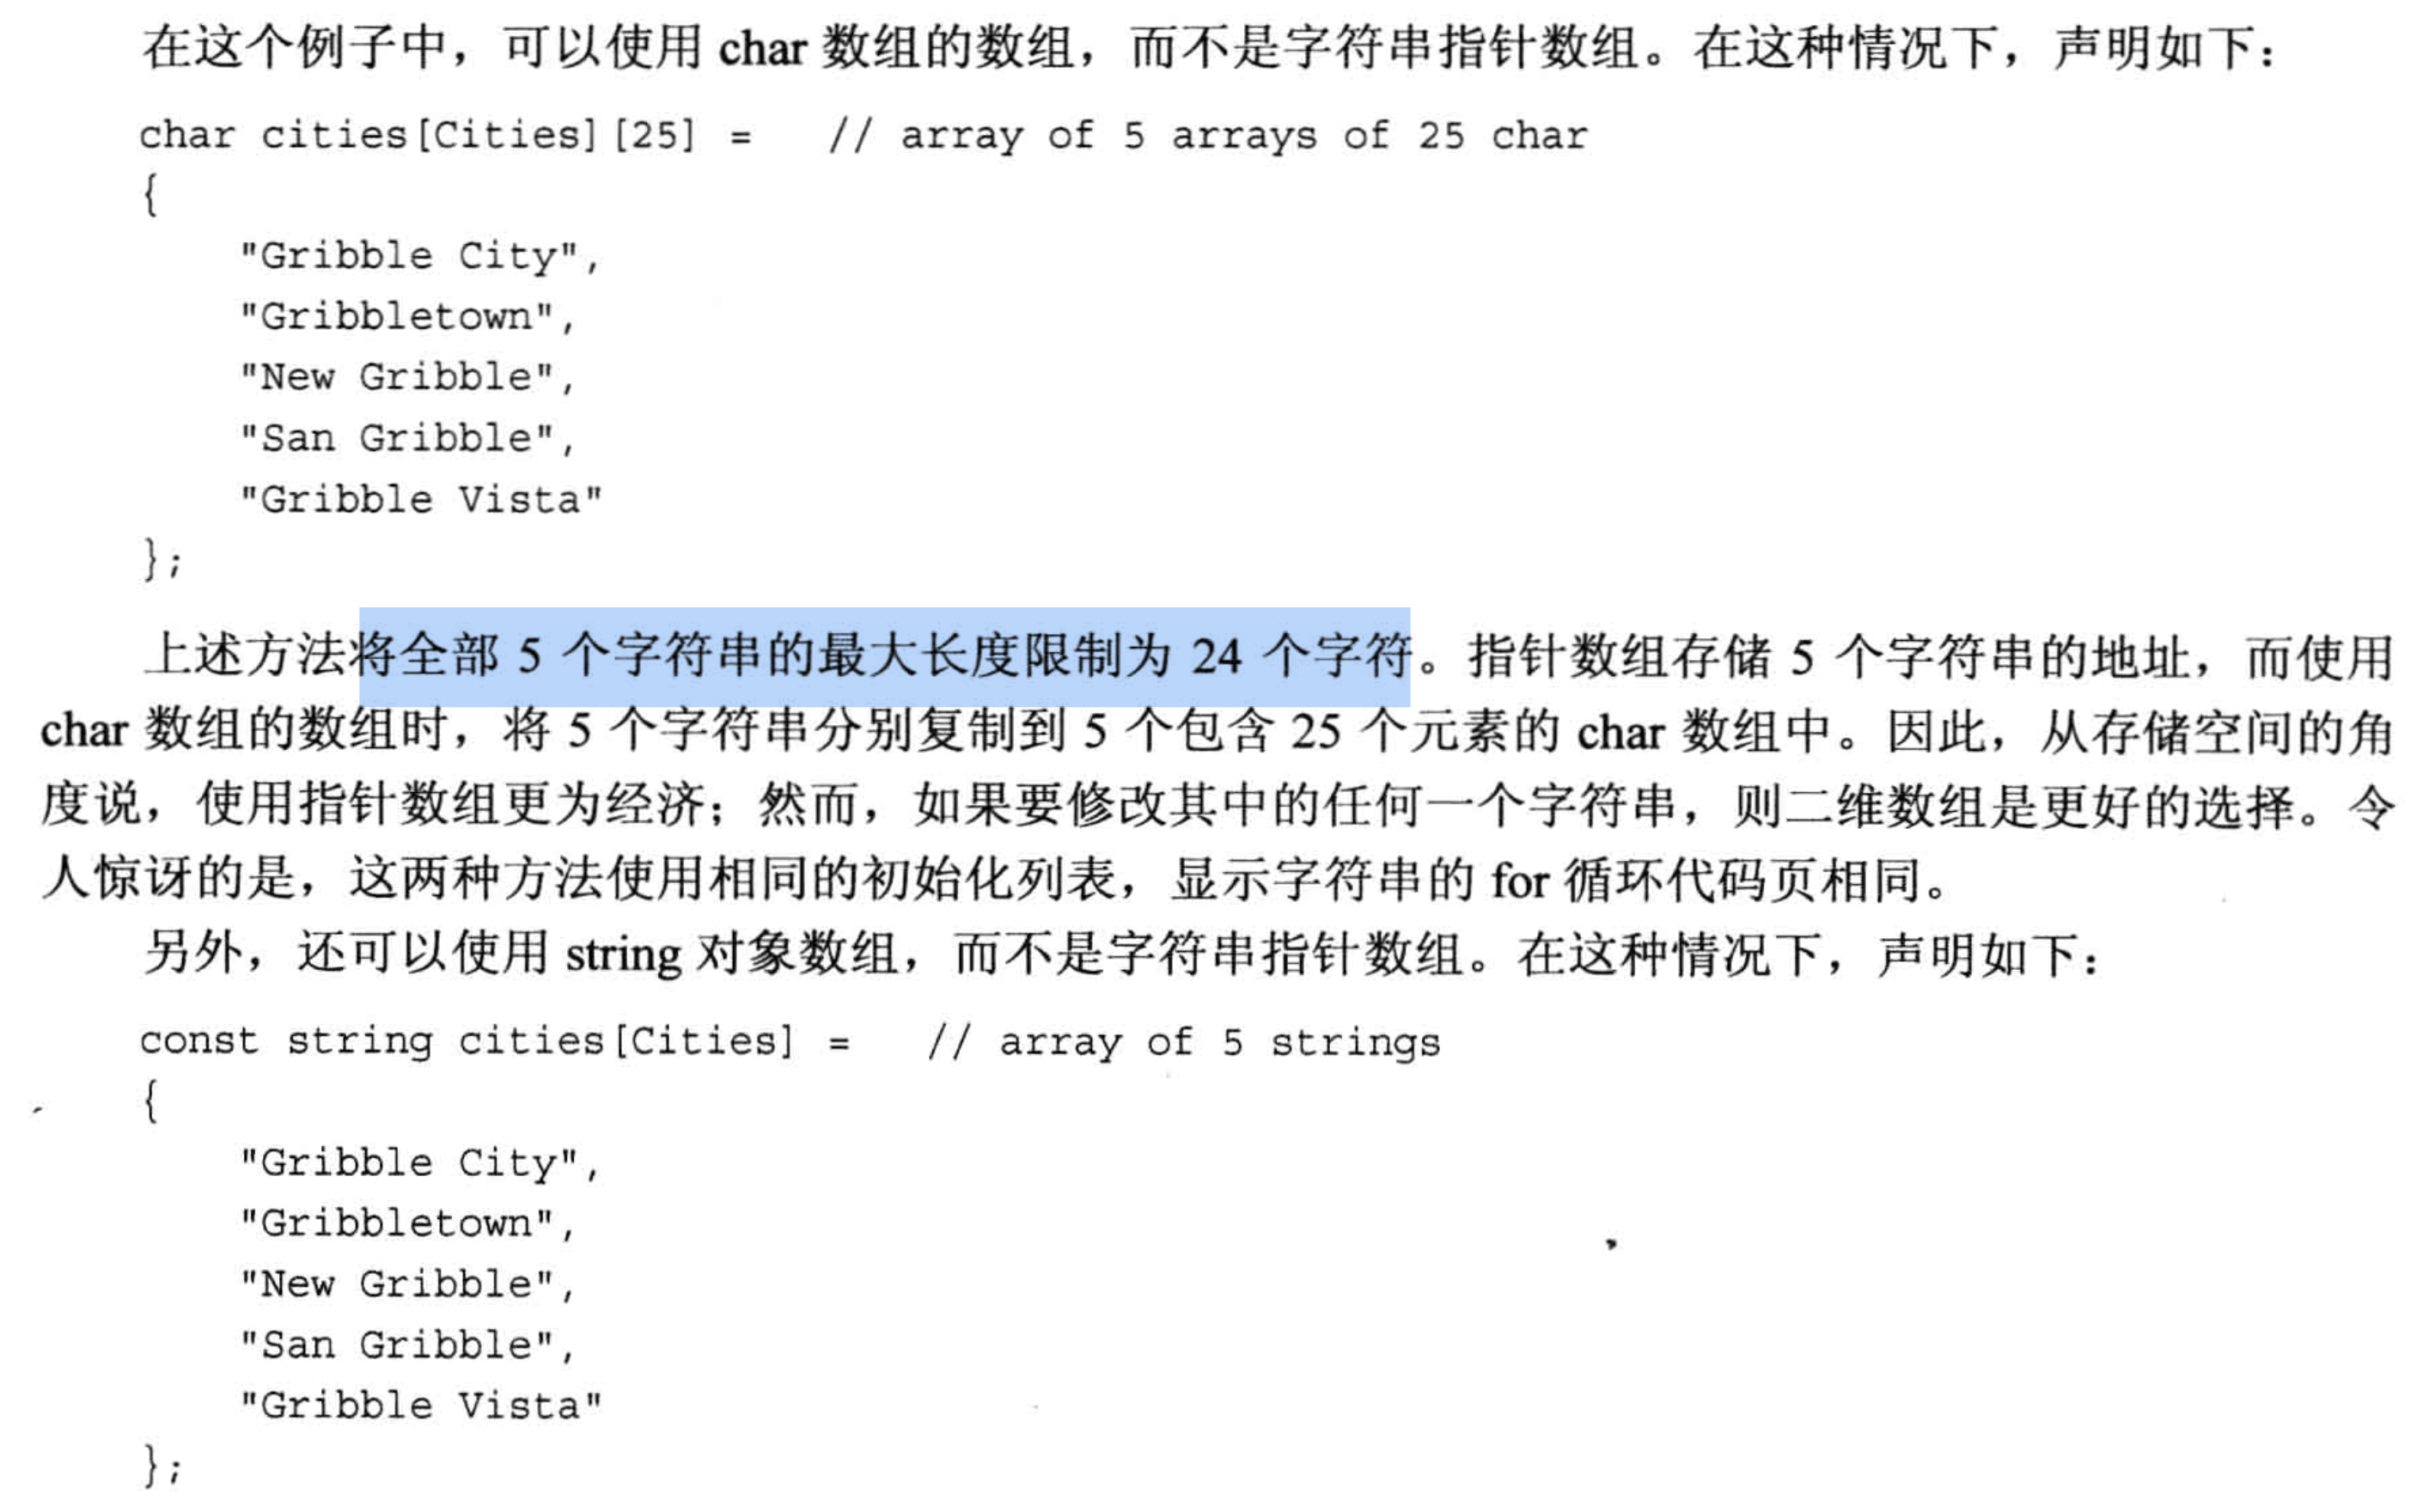 在这个例子中，可以使用 char 数组的数组，而不是字符串指针数组。在这种情况下，声明如下：
char cities[Cities][25] =   // array of 5 arrays of 25 char
{
    "Gribble City",
    "Gribbletown",
    "New Gribble",
    "San Gribble",
    "Gribble Vista"
};
上述方法将全部 5 个字符串的最大长度限制为 24 个字符。指针数组存储 5 个字符串的地址，而使用
char 数组的数组时，将 5 个字符串分别复制到 5 个包含 25 个元素的 char 数组中。因此，从存储空间的角
度说，使用指针数组更为经济；然而，如果要修改其中的任何一个字符串，则二维数组是更好的选择。令
人惊讶的是，这两种方法使用相同的初始化列表，显示字符串的 for 循环代码页相同。
另外，还可以使用 string 对象数组，而不是字符串指针数组。在这种情况下，声明如下：
const string cities[Cities] =   // array of 5 strings
{
    "Gribble City",
    "Gribbletown",
    "New Gribble",
    "San Gribble",
    "Gribble Vista"
};